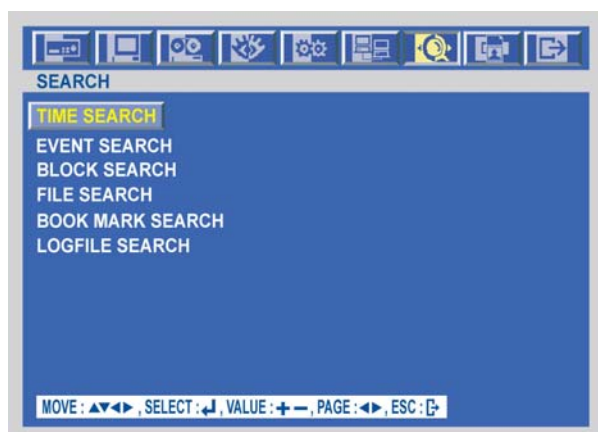 SEARCH
TIME SEARCH
EVENT SEARCH
BLOCK SEARCH
FILE SEARCH
BOOK MARK SEARCH
LOGFILE SEARCH
MOVE : ▲▼◀▶ , SELECT : ↵ , VALUE : + − , PAGE : ◀▶ , ESC :